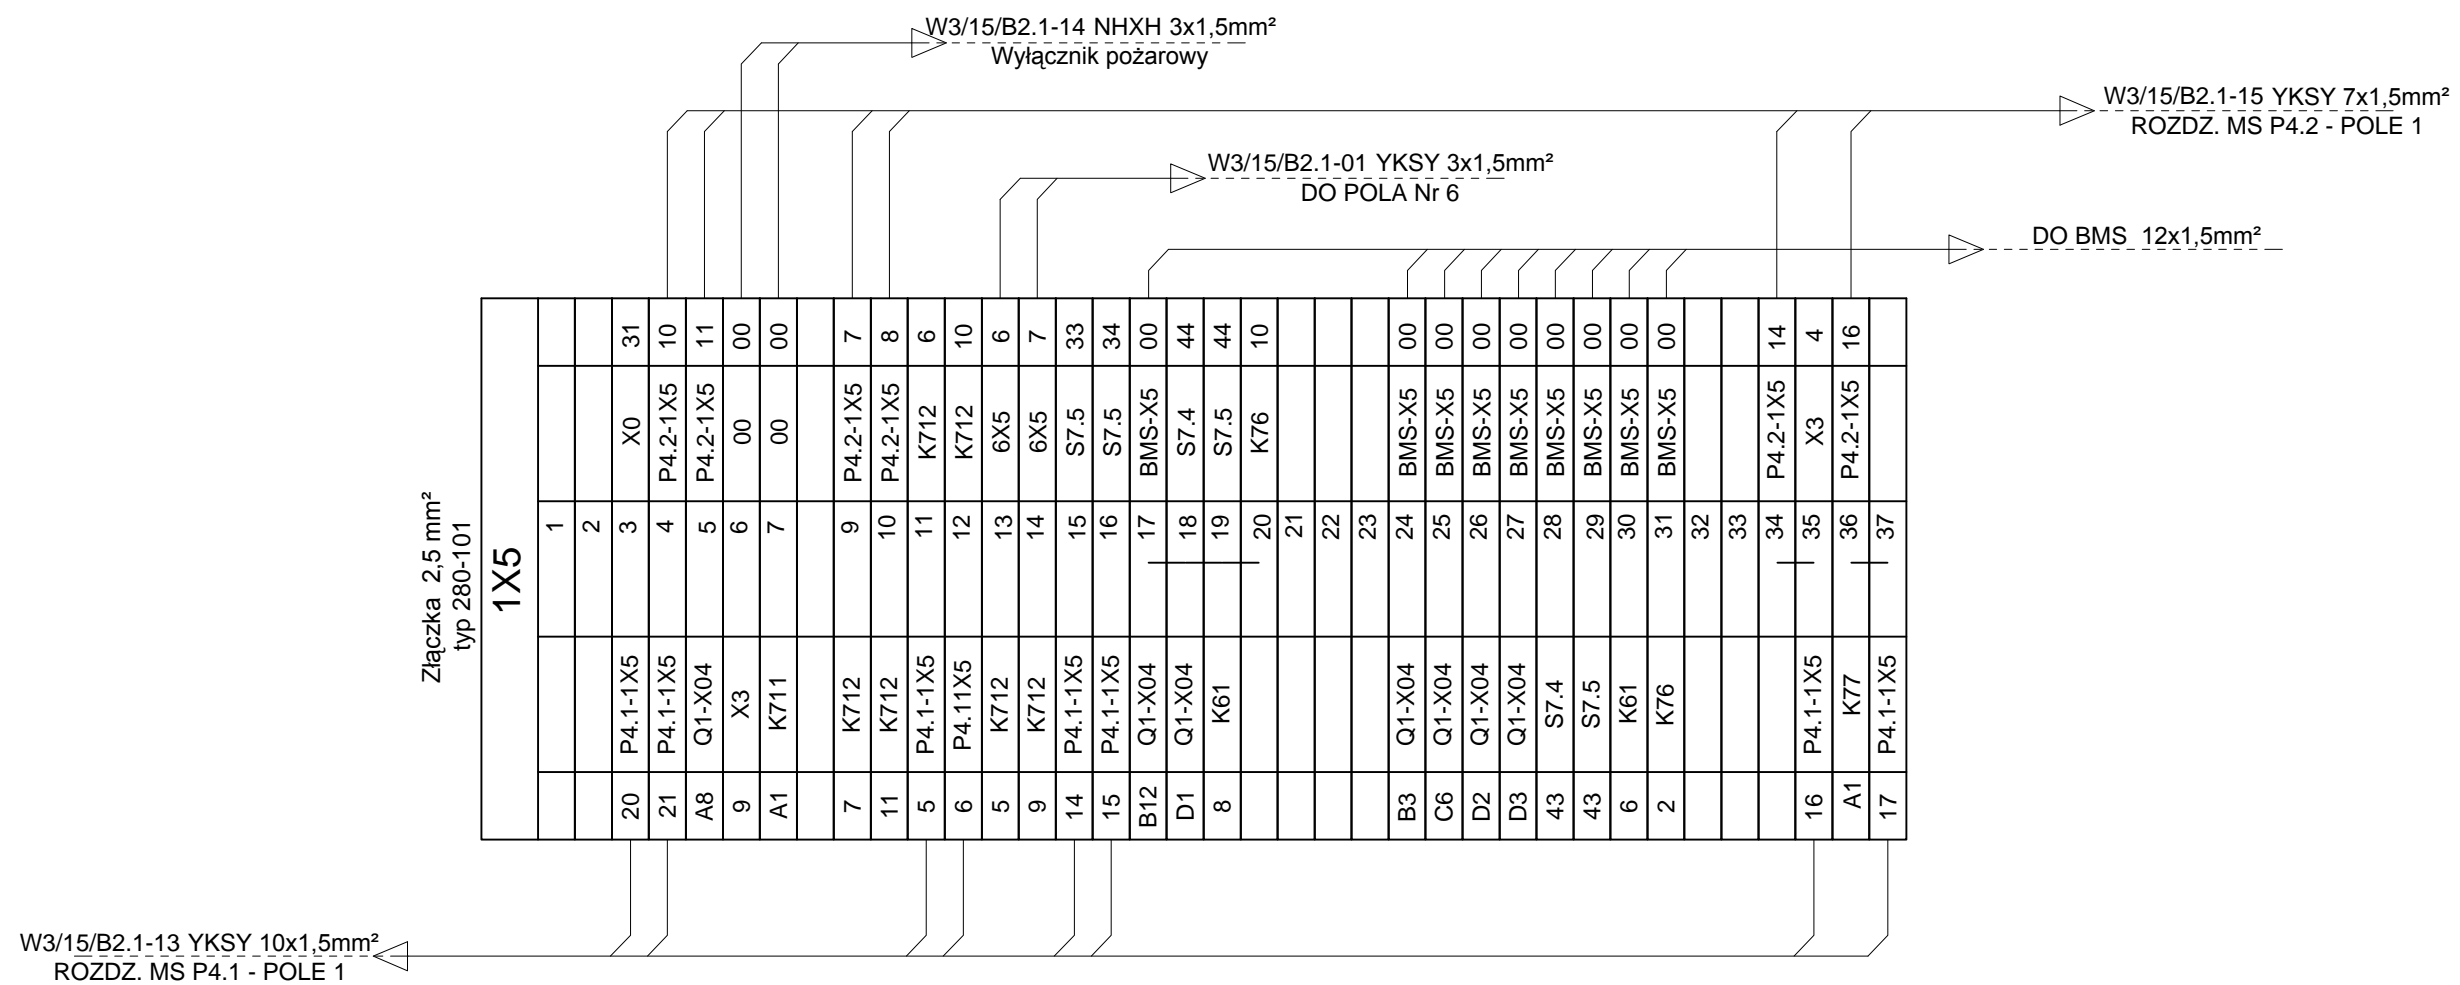 W3/15/B2.1-14 NHXH 3x1,5mm²
Wyłącznik pożarowy
W3/15/B2.1-15 YKSY 7x1,5mm²
ROZDZ. MS P4.2 - POLE 1
W3/15/B2.1-01 YKSY 3x1,5mm²
DO POLA Nr 6
DO BMS 12x1,5mm²
Złączka 2,5 mm²
typ 280-101
1X5
31 10 11 00 00 7 8 6 10 6 7 33 34 00 44 44 10 00 00 00 00 00 00 00 00 14 4 16
X0 P4.2-1X5 P4.2-1X5 00 00 P4.2-1X5 P4.2-1X5 K712 K712 6X5 6X5 S7.5 S7.5 BMS-X5 S7.4 S7.5 K76 BMS-X5 BMS-X5 BMS-X5 BMS-X5 BMS-X5 BMS-X5 BMS-X5 BMS-X5 P4.2-1X5 X3 P4.2-1X5
1 2 3 4 5 6 7 9 10 11 12 13 14 15 16 17 18 19 20 21 22 23 24 25 26 27 28 29 30 31 32 33 34 35 36 37
P4.1-1X5 P4.1-1X5 Q1-X04 X3 K711 K712 K712 P4.1-1X5 P4.11X5 K712 K712 P4.1-1X5 P4.1-1X5 Q1-X04 Q1-X04 K61 Q1-X04 Q1-X04 Q1-X04 Q1-X04 S7.4 S7.5 K61 K76 P4.1-1X5 K77 P4.1-1X5
20 21 A8 9 A1 7 11 5 6 5 9 14 15 B12 D1 8 B3 C6 D2 D3 43 43 6 2 16 A1 17
W3/15/B2.1-13 YKSY 10x1,5mm²
ROZDZ. MS P4.1 - POLE 1